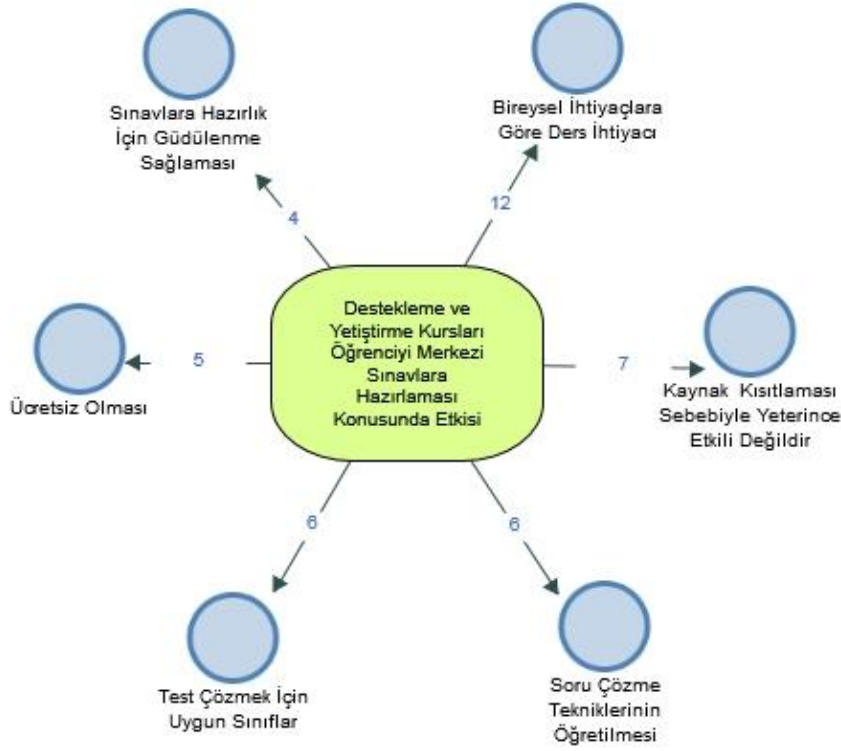 Sınavlara Hazırlık
İçin Güdülenme
Sağlaması
Bireysel İhtiyaçlara
Göre Ders İhtiyacı
4
12
Destekleme ve
Yetiştirme Kursları
Öğrenciyi Merkezi
Sınavlara
Hazırlaması
Konusunda Etkisi
5
Ücretsiz Olması
7
Kaynak Kısıtlaması
Sebebiyle Yeterince
Etkili Değildir
6
6
Test Çözmek İçin
Uygun Sınıflar
Soru Çözme
Tekniklerinin
Öğretilmesi